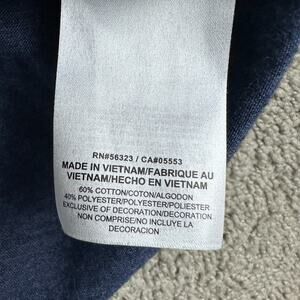 RN#56323 / CA#05553
MADE IN VIETNAM/FABRIQUE AU
VIETNAM/HECHO EN VIETNAM
60% COTTON/COTON/ALGODON
40% POLYESTER/POLYESTER/POLIESTER
EXCLUSIVE OF DECORATION/DECORATION
NON COMPRISE/NO INCLUYE LA
DECORACION